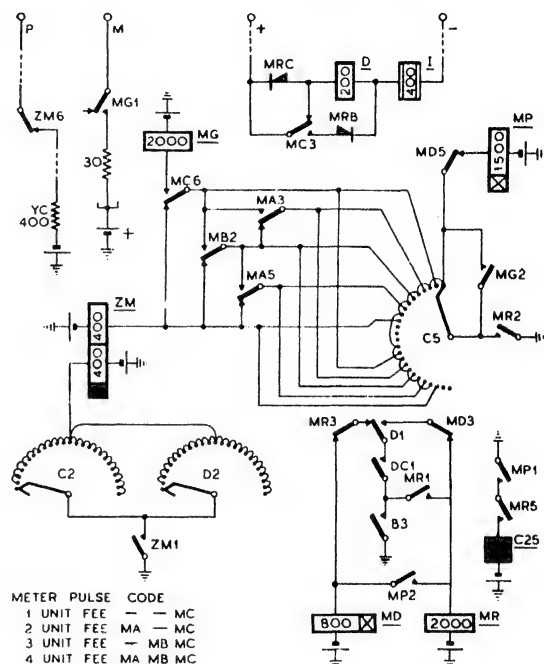 P M + -
MRC D I
200 400
ZM6 MG1 MG MRB MP
2000 MC3 MD5 1500
30 MC6
YC 400 MA3
+ MB2 MG2
MA5
ZM C5 MR2
400
400
MR3 D1 MD3
C2 D2 DC1 MR1 MP1
B3 MR5
ZM1 C25
MP2
METER PULSE CODE
1 UNIT FEE — — MC
2 UNIT FEE MA — MC
3 UNIT FEE — MB MC
4 UNIT FEE MA MB MC
800 MD 2000 MR